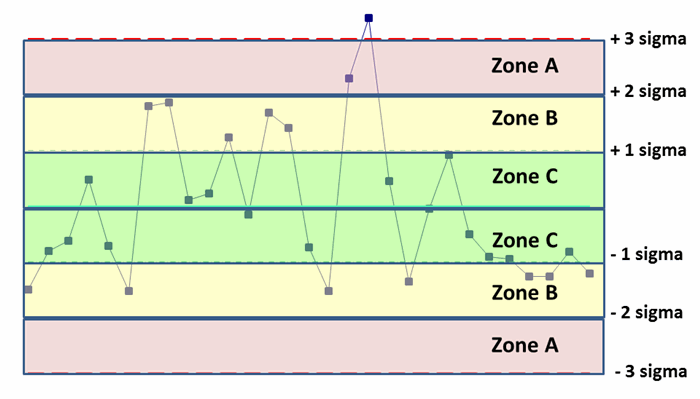 + 3 sigma
Zone A
+ 2 sigma
Zone B
+ 1 sigma
Zone C
Zone C
- 1 sigma
Zone B
- 2 sigma
Zone A
- 3 sigma